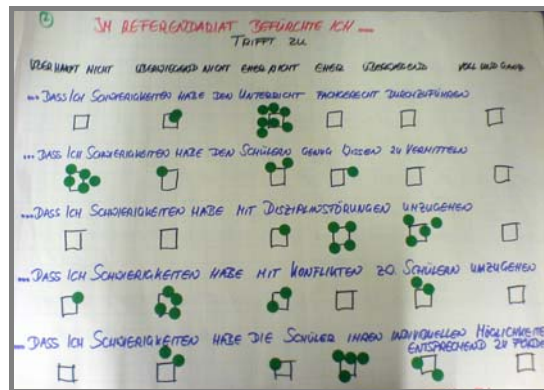 2
IM REFERENDARIAT BEFÜRCHTE ICH ...
TRIFFT ZU
ÜBERHAUPT NICHT ÜBERWIEGEND NICHT EHER NICHT EHER ÜBERWIEGEND VOLL UND GANZ
... DASS ICH SCHWIERIGKEITEN HABE DEN UNTERRICHT FACHGERECHT DURCHZUFÜHREN
... DASS ICH SCHWIERIGKEITEN HABE DEN SCHÜLERN GENUG WISSEN ZU VERMITTELN
... DASS ICH SCHWIERIGKEITEN HABE MIT DISZIPLINSTÖRUNGEN UMZUGEHEN
... DASS ICH SCHWIERIGKEITEN HABE MIT KONFLIKTEN ZW. SCHÜLERN UMZUGEHEN
... DASS ICH SCHWIERIGKEITEN HABE DIE SCHÜLER IHREN INDIVIDUELLEN MÖGLICHKEITE
ENTSPRECHEND ZU FÖRDE